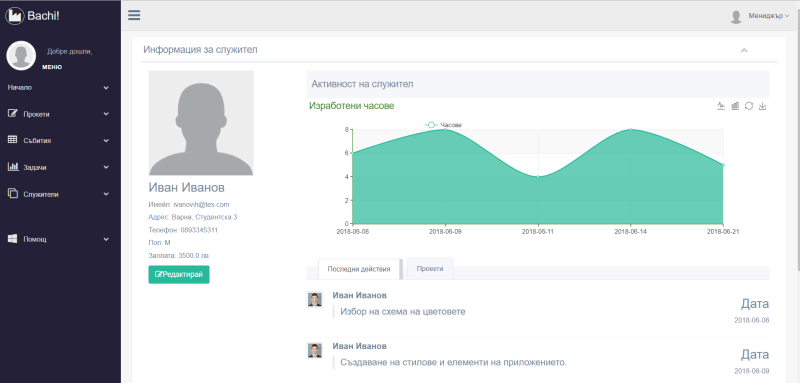 Bachi!
Мениджър
Добре дошли,
МЕНЮ
Начало
Прокети
Събития
Задачи
Служители
Помощ
Информация за служител
Иван Иванов
Имейл: ivanovih@tes.com
Адрес: Варна, Студентска 3
Телефон: 0893345311
Пол: М
Заплата: 3500.0 лв.
Редактирай
Активност на служител
Изработени часове
Часове
8
6
4
2
0
2018-06-08
2018-06-09
2018-06-11
2018-06-14
2018-06-21
Последни действия
Проекти
Иван Иванов
Избор на схема на цветовете
Дата
2018-06-08
Иван Иванов
Създаване на стилове и елементи на приложението.
Дата
2018-06-09